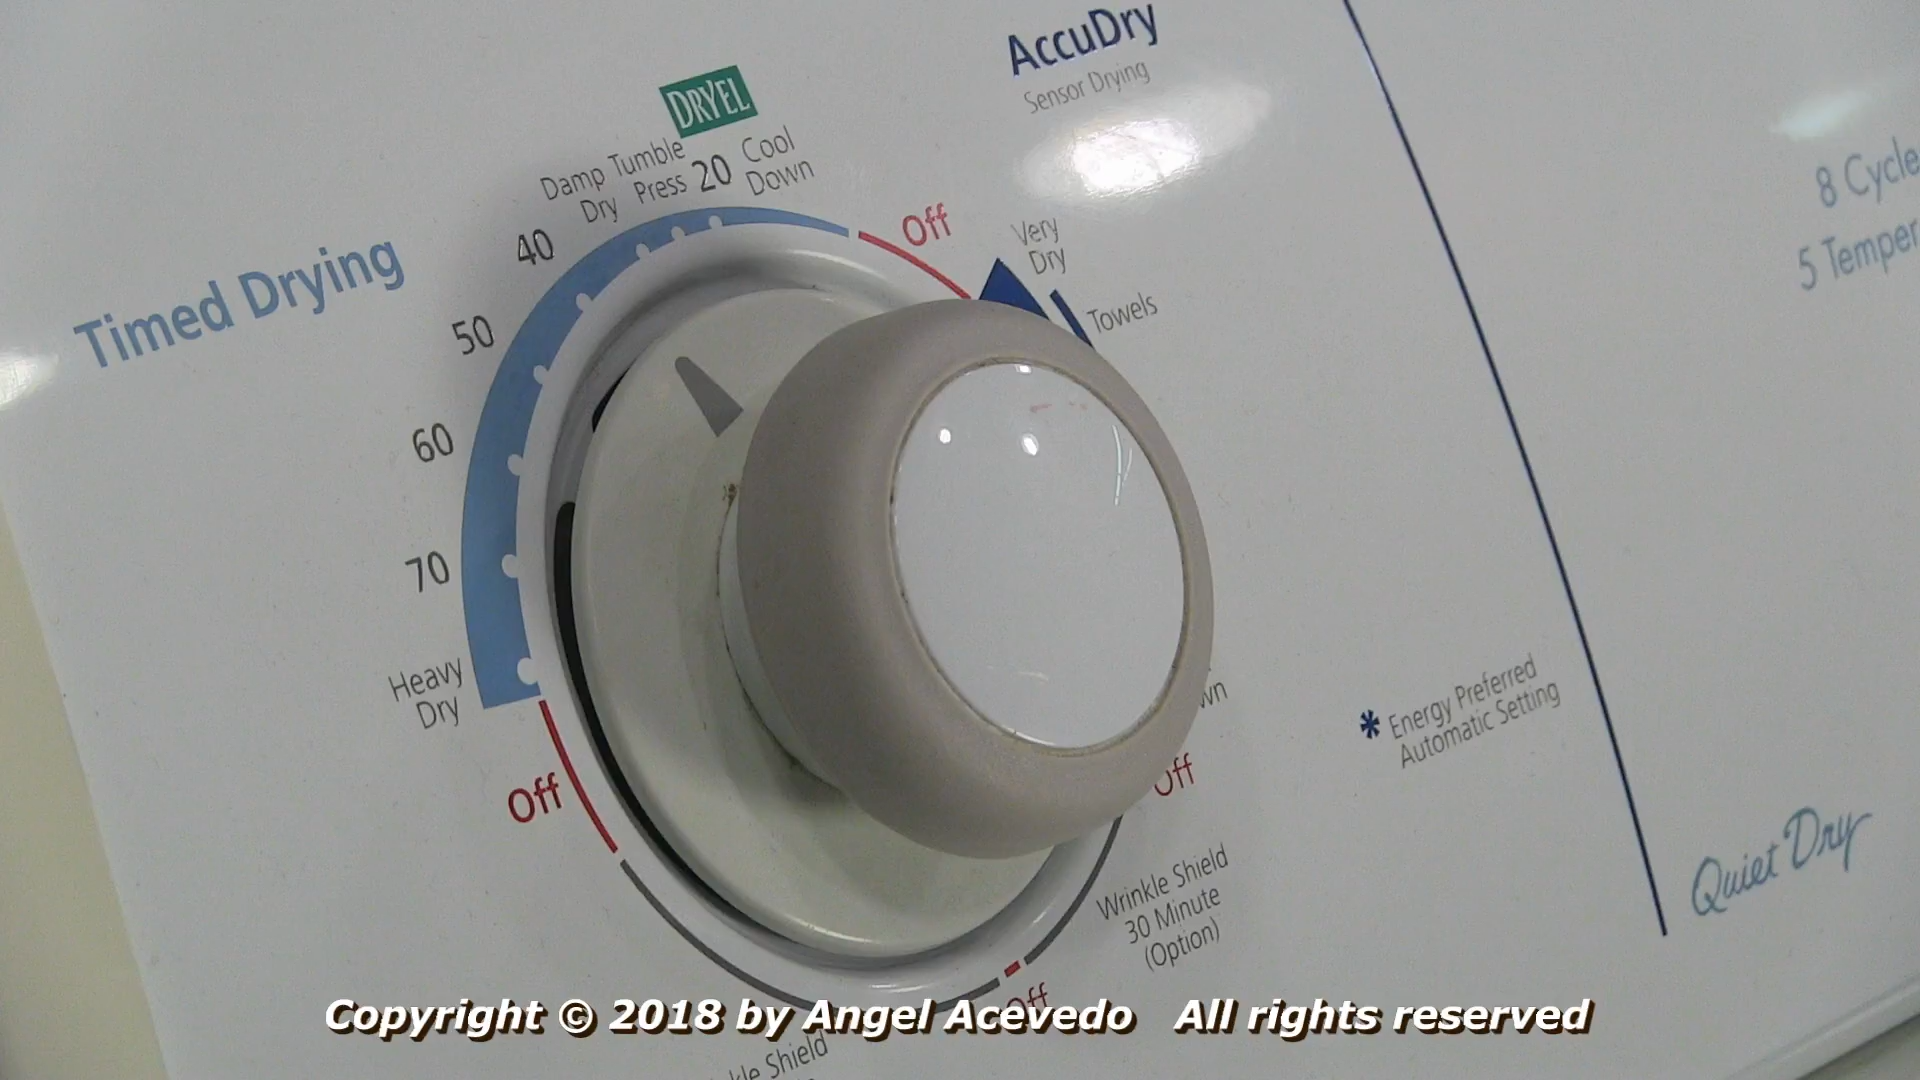 AccuDry
Sensor Drying
DRYEL
Damp Dry
Tumble Press
20
Cool Down
Off
Very Dry
Towels
40
Timed Drying
50
60
70
Heavy Dry
Off
8 Cycle
5 Temper
* Energy Preferred
Automatic Setting
Off
Wrinkle Shield
30 Minute
(Option)
Quiet Dry
Off
Shield
Copyright © 2018 by Angel Acevedo All rights reserved